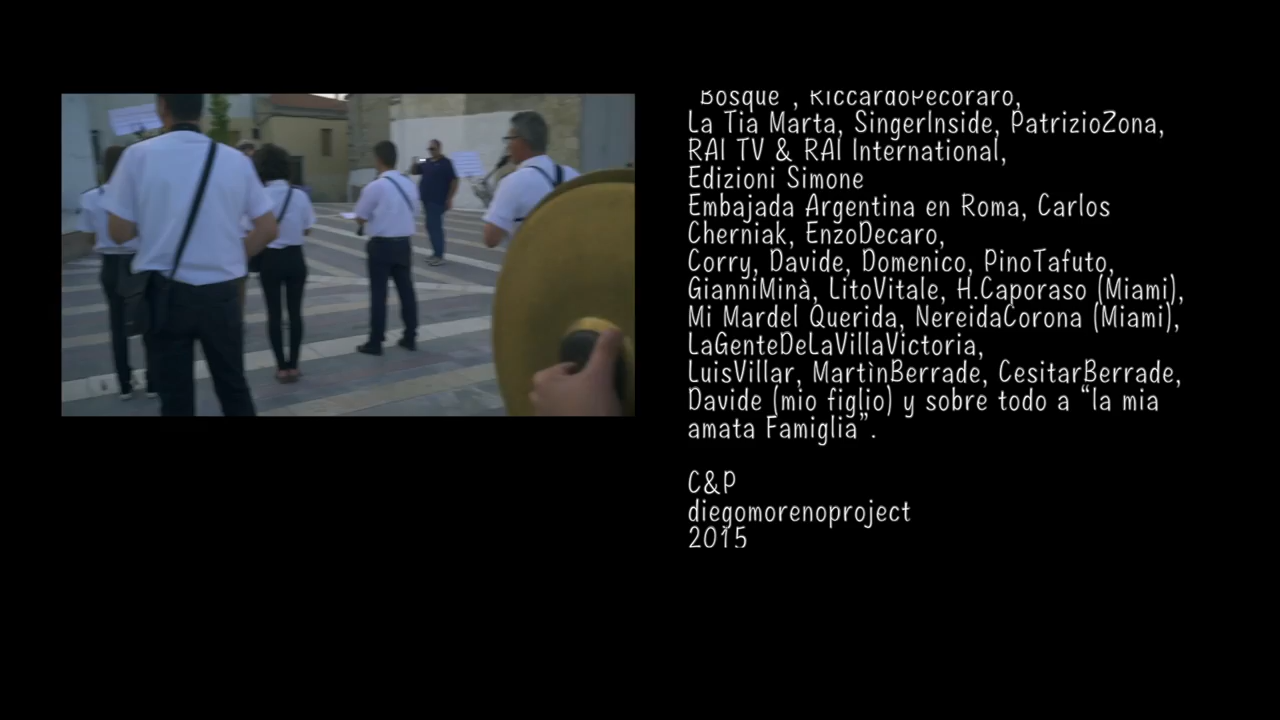 Bosque", RiccardoPecoraro,
La Tia Marta, SingerInside, PatrizioZona,
RAI TV & RAI International,
Edizioni Simone
Embajada Argentina en Roma, Carlos
Cherniak, EnzoDecaro,
Corry, Davide, Domenico, PinoTafuto,
GianniMinà, LitoVitale, H.Caporaso (Miami),
Mi Mardel Querida, NereidaCorona (Miami),
LaGenteDeLaVillaVictoria,
LuisVillar, MartìnBerrade, CesitarBerrade,
Davide (mio figlio) y sobre todo a “la mia
amata Famiglia”.
C&P
diegomorenoproject
2015